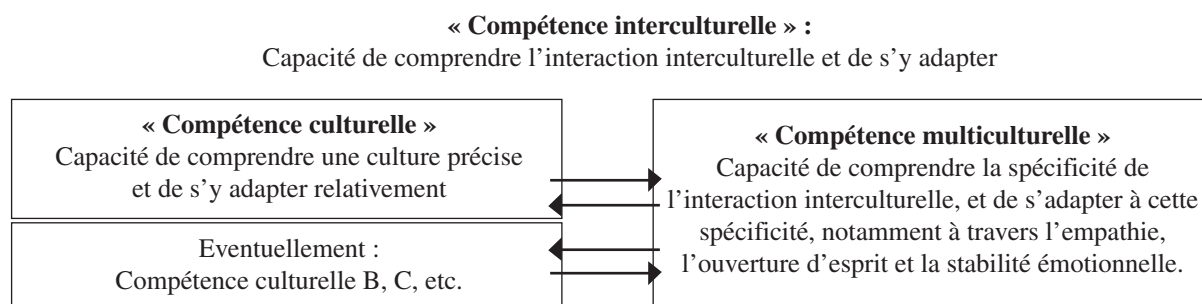 « Compétence interculturelle » :
Capacité de comprendre l’interaction interculturelle et de s’y adapter
« Compétence culturelle »
Capacité de comprendre une culture précise
et de s’y adapter relativement
Eventuellement :
Compétence culturelle B, C, etc.
« Compétence multiculturelle »
Capacité de comprendre la spécificité de
l’interaction interculturelle, et de s’adapter à cette
spécificité, notamment à travers l’empathie,
l’ouverture d’esprit et la stabilité émotionnelle.